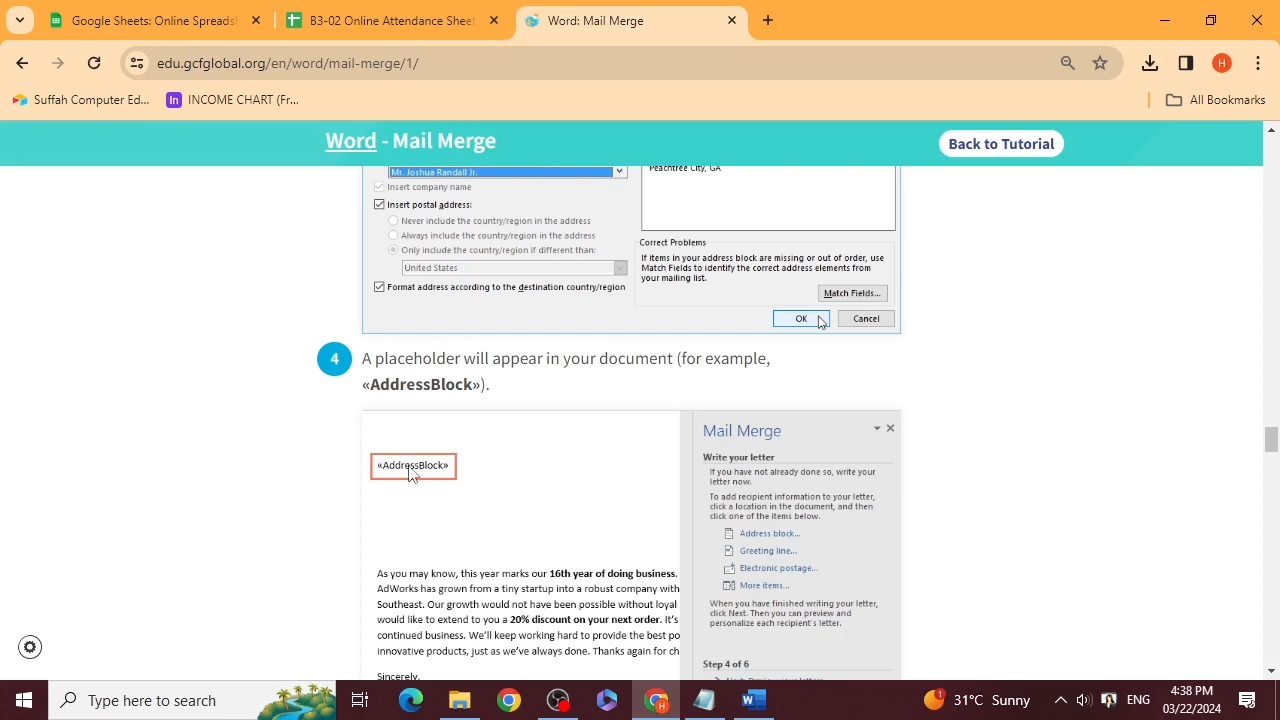 Google Sheets: Online Spreads
B3-02 Online Attendance Sheet
Word: Mail Merge
edu.gcfglobal.org/en/word/mail-merge/1/
H
Suffah Computer Ed...
In
INCOME CHART (Fr...
All Bookmarks
Word - Mail Merge
Back to Tutorial
Mr. Joshua Randall Jr.
Peachtree City, GA
Insert company name
Insert postal address:
Never include the country/region in the address
Always include the country/region in the address
Only include the country/region if different than:
United States
Format address according to the destination country/region
Correct Problems
If items in your address block are missing or out of order, use
Match Fields to identify the correct address elements from
your mailing list.
Match Fields...
OK
Cancel
4
A placeholder will appear in your document (for example,
«AddressBlock»).
«AddressBlock»
As you may know, this year marks our 16th year of doing business.
AdWorks has grown from a tiny startup into a robust company with
Southeast. Our growth would not have been possible without loyal
would like to extend to you a 20% discount on your next order. It's
continued business. We'll keep working hard to provide the best po
innovative products, just as we've always done. Thanks again for ch
Sincerely,
Mail Merge
Write your letter
If you have not already done so, write your
letter now.
To add recipient information to your letter,
click a location in the document, and then
click one of the items below.
Address block...
Greeting line...
Electronic postage...
More items...
When you have finished writing your letter,
click Next. Then you can preview and
personalize each recipient's letter.
Step 4 of 6
Type here to search
H
1
31°C Sunny
ENG
4:38 PM
03/22/2024